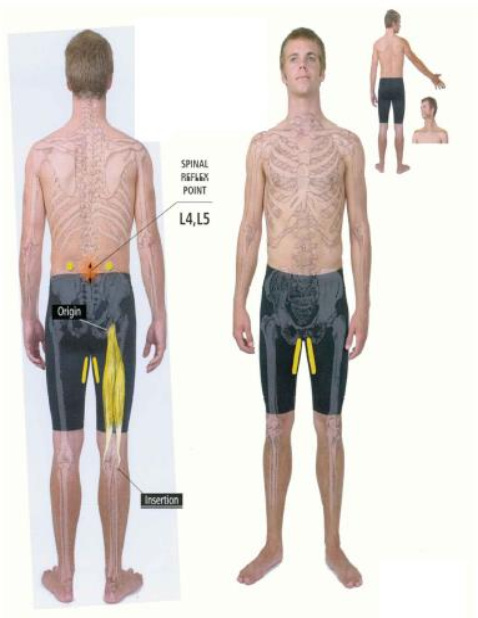 SPINAL
REFLEX
POINT
L4,L5
Origin
Insertion